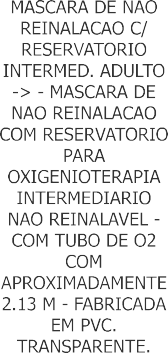 MASCARA DE NAO
REINALACAO C/
RESERVATORIO
INTERMED. ADULTO
-> - MASCARA DE
NAO REINALACAO
COM RESERVATORIO
PARA
OXIGENIOTERAPIA
INTERMEDIARIO
NAO REINALAVEL -
COM TUBO DE O2
COM
APROXIMADAMENTE
2.13 M - FABRICADA
EM PVC.
TRANSPARENTE.